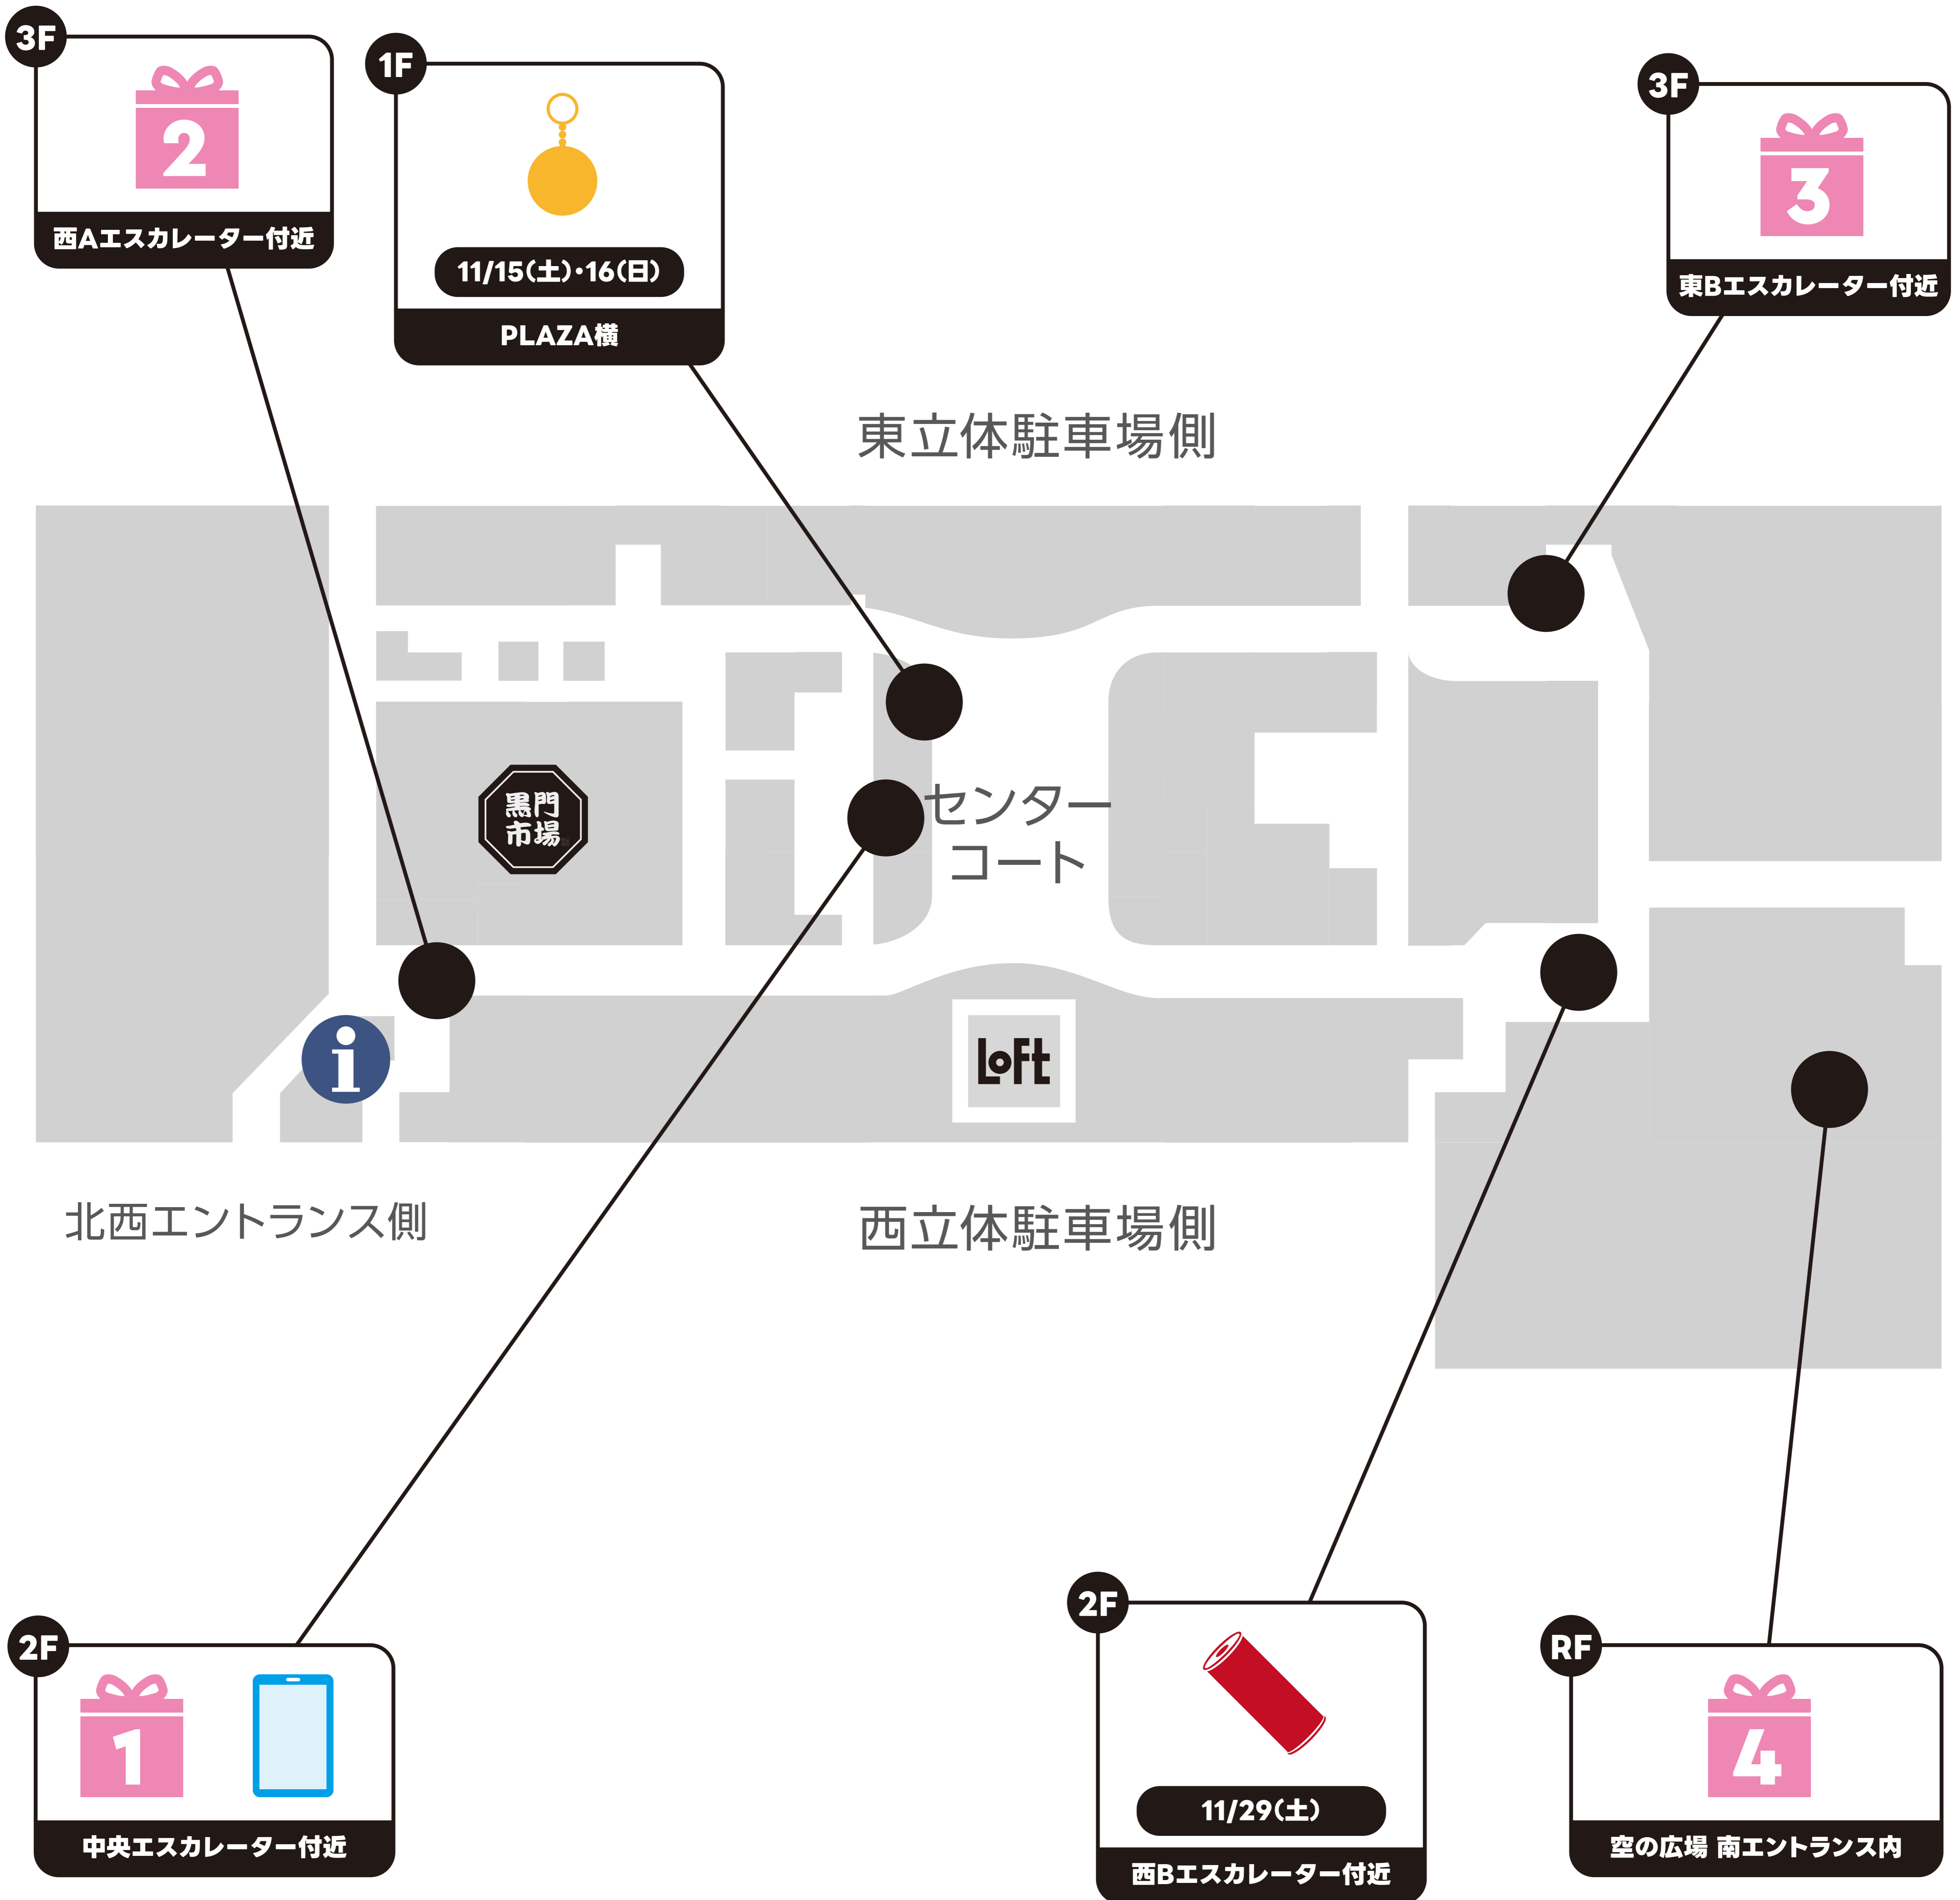 3F
2
西Aエスカレーター付近
1F
11/15(土)・16(日)
PLAZA横
3F
3
東Bエスカレーター付近
東立体駐車場側
黒門
市場
センター
コート
i
LOFT
北西エントランス側
西立体駐車場側
2F
1
中央エスカレーター付近
2F
11/29(土)
西Bエスカレーター付近
RF
4
空の広場 南エントランス内